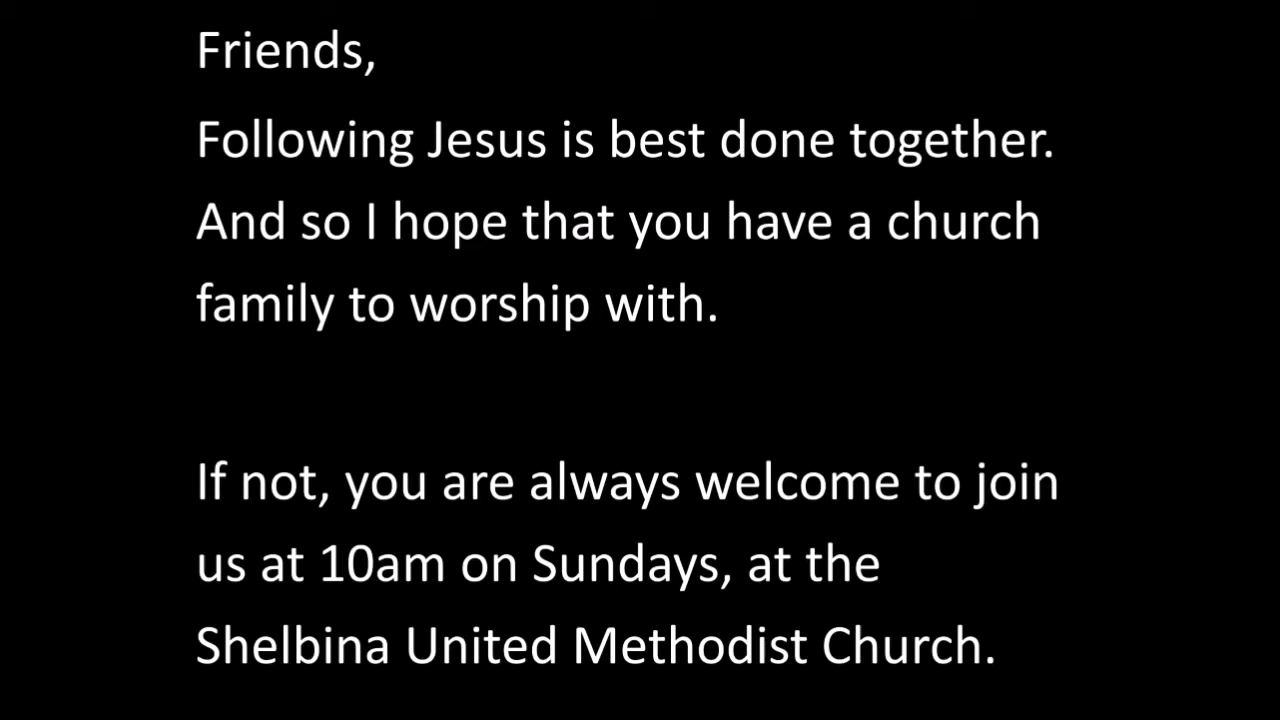 Friends,
Following Jesus is best done together.
And so I hope that you have a church
family to worship with.
If not, you are always welcome to join
us at 10am on Sundays, at the
Shelbina United Methodist Church.